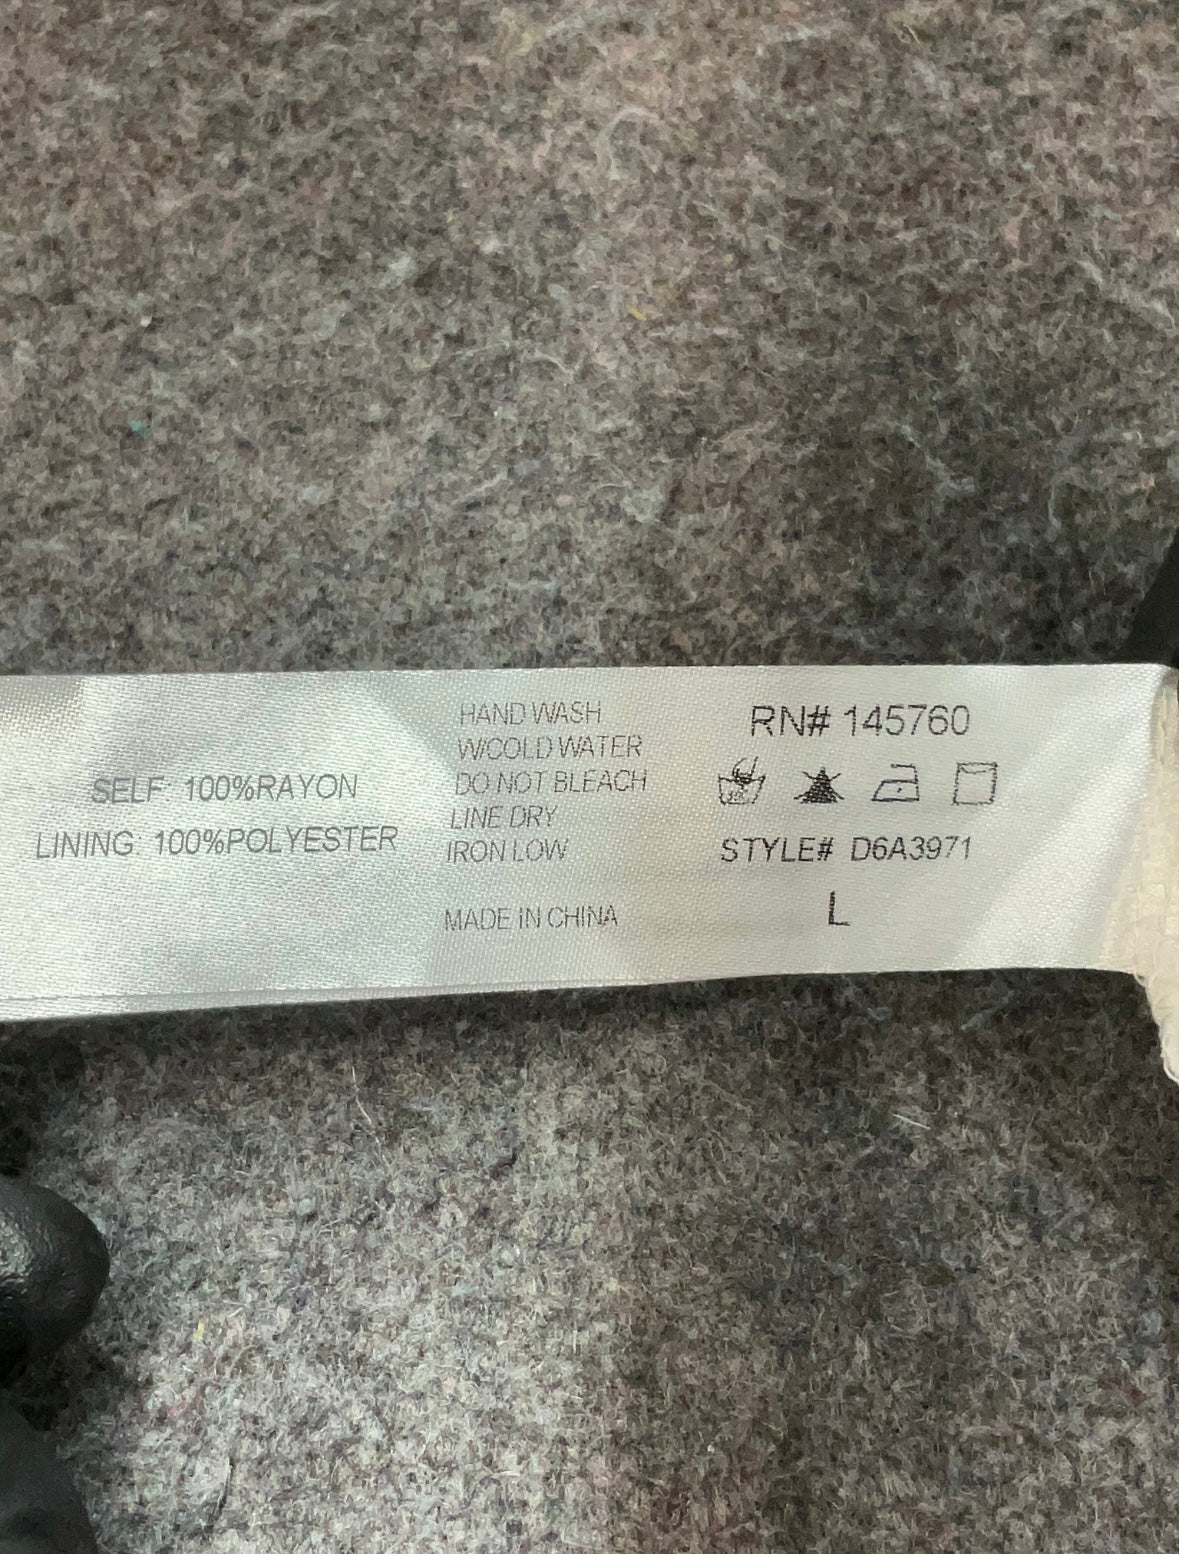 SELF: 100%RAYON
LINING: 100%POLYESTER
HAND WASH
W/COLD WATER
DO NOT BLEACH
LINE DRY
IRON LOW
MADE IN CHINA
RN# 145760
STYLE# D6A3971
L